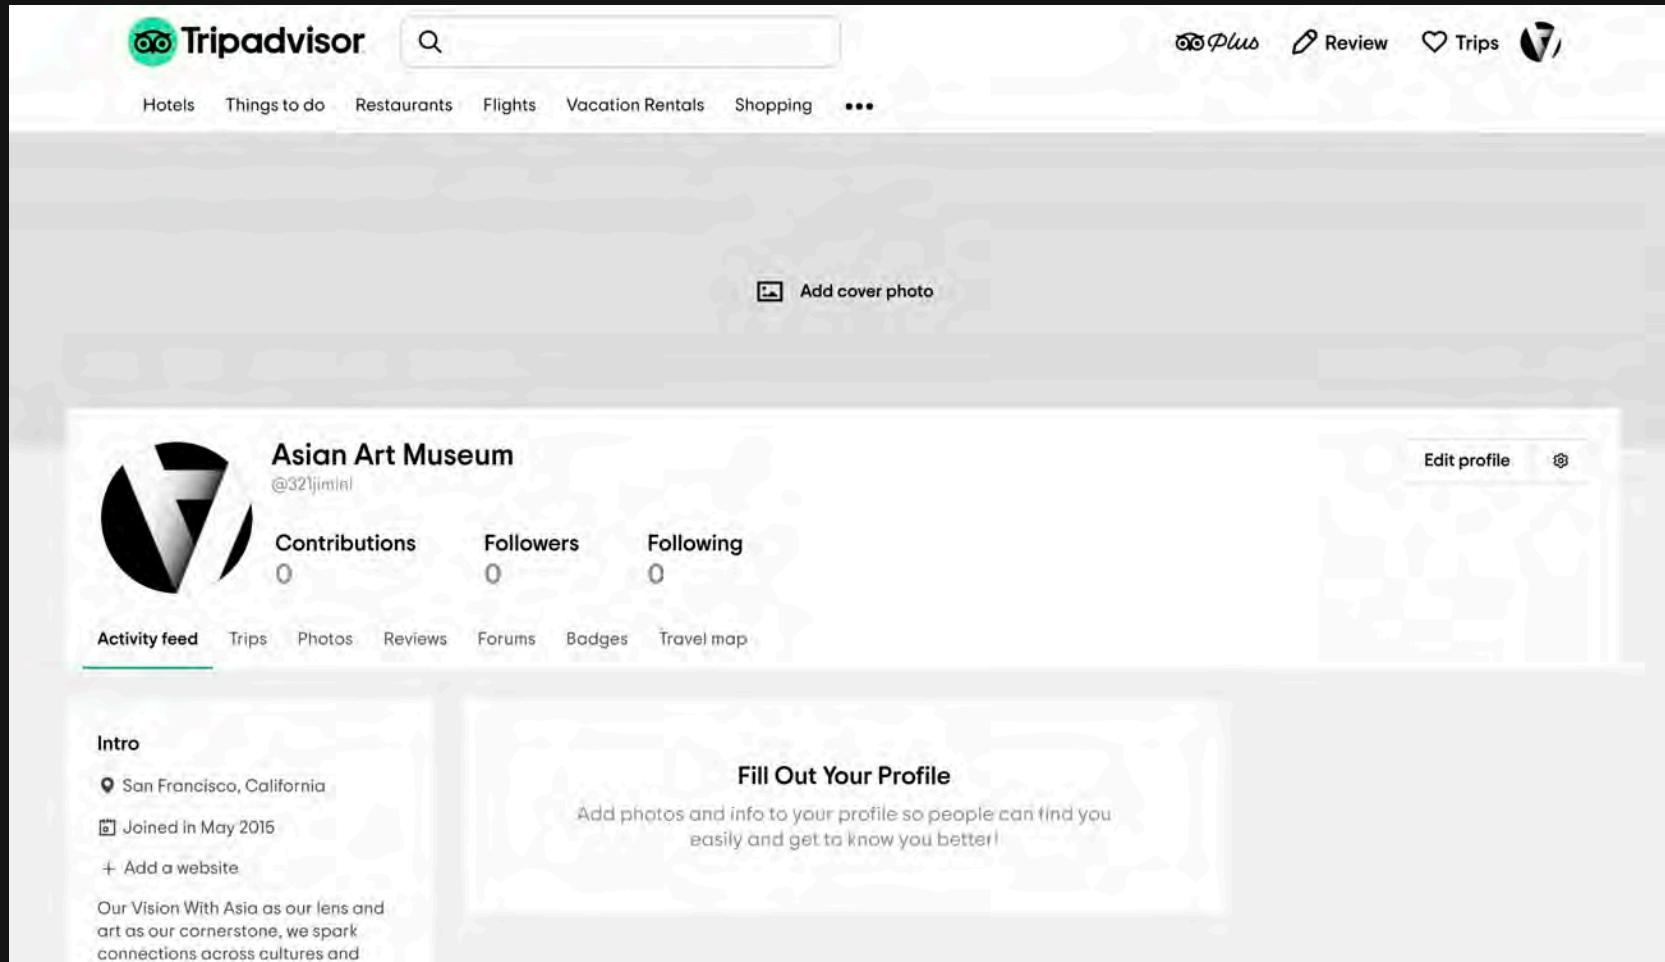 Tripadvisor
Plus Review Trips
Hotels Things to do Restaurants Flights Vacation Rentals Shopping
Add cover photo
Asian Art Museum
Edit profile
Contributions Followers Following
0 0 0
Activity feed Trips Photos Reviews Forums Badges Travel map
Intro
San Francisco, California
Joined in May 2015
+ Add a website
Our Vision With Asia as our lens and
art as our cornerstone, we spark
connections across cultures and
Fill Out Your Profile
Add photos and info to your profile so people can find you
easily and get to know you better!